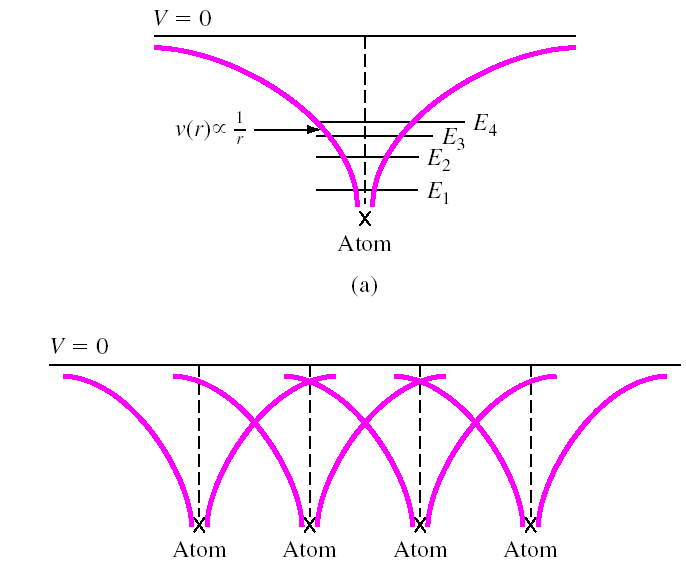 V = 0
v(r)∝ 1/r
E4
E3
E2
E1
Atom
(a)
V = 0
Atom Atom Atom Atom